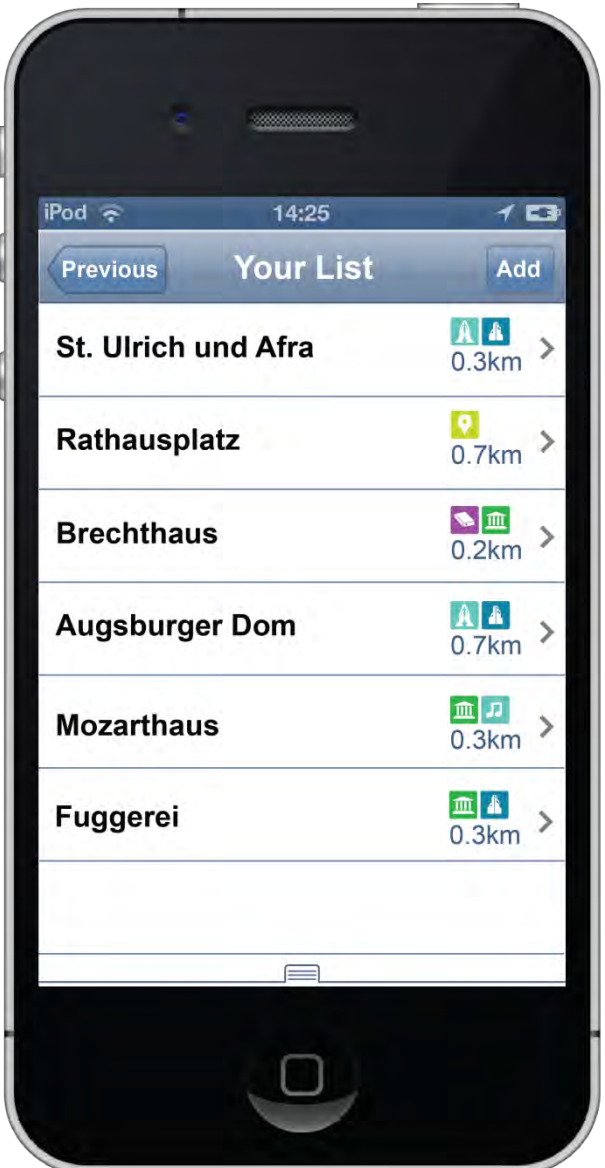 iPod 14:25
Previous Your List Add
St. Ulrich und Afra
0.3km
Rathausplatz
0.7km
Brechthaus
0.2km
Augsburger Dom
0.7km
Mozarthaus
0.3km
Fuggerei
0.3km